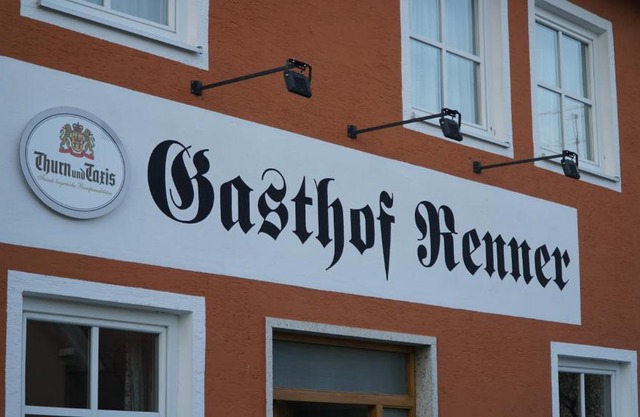 Thurn und Taxis
Gasthof Renner